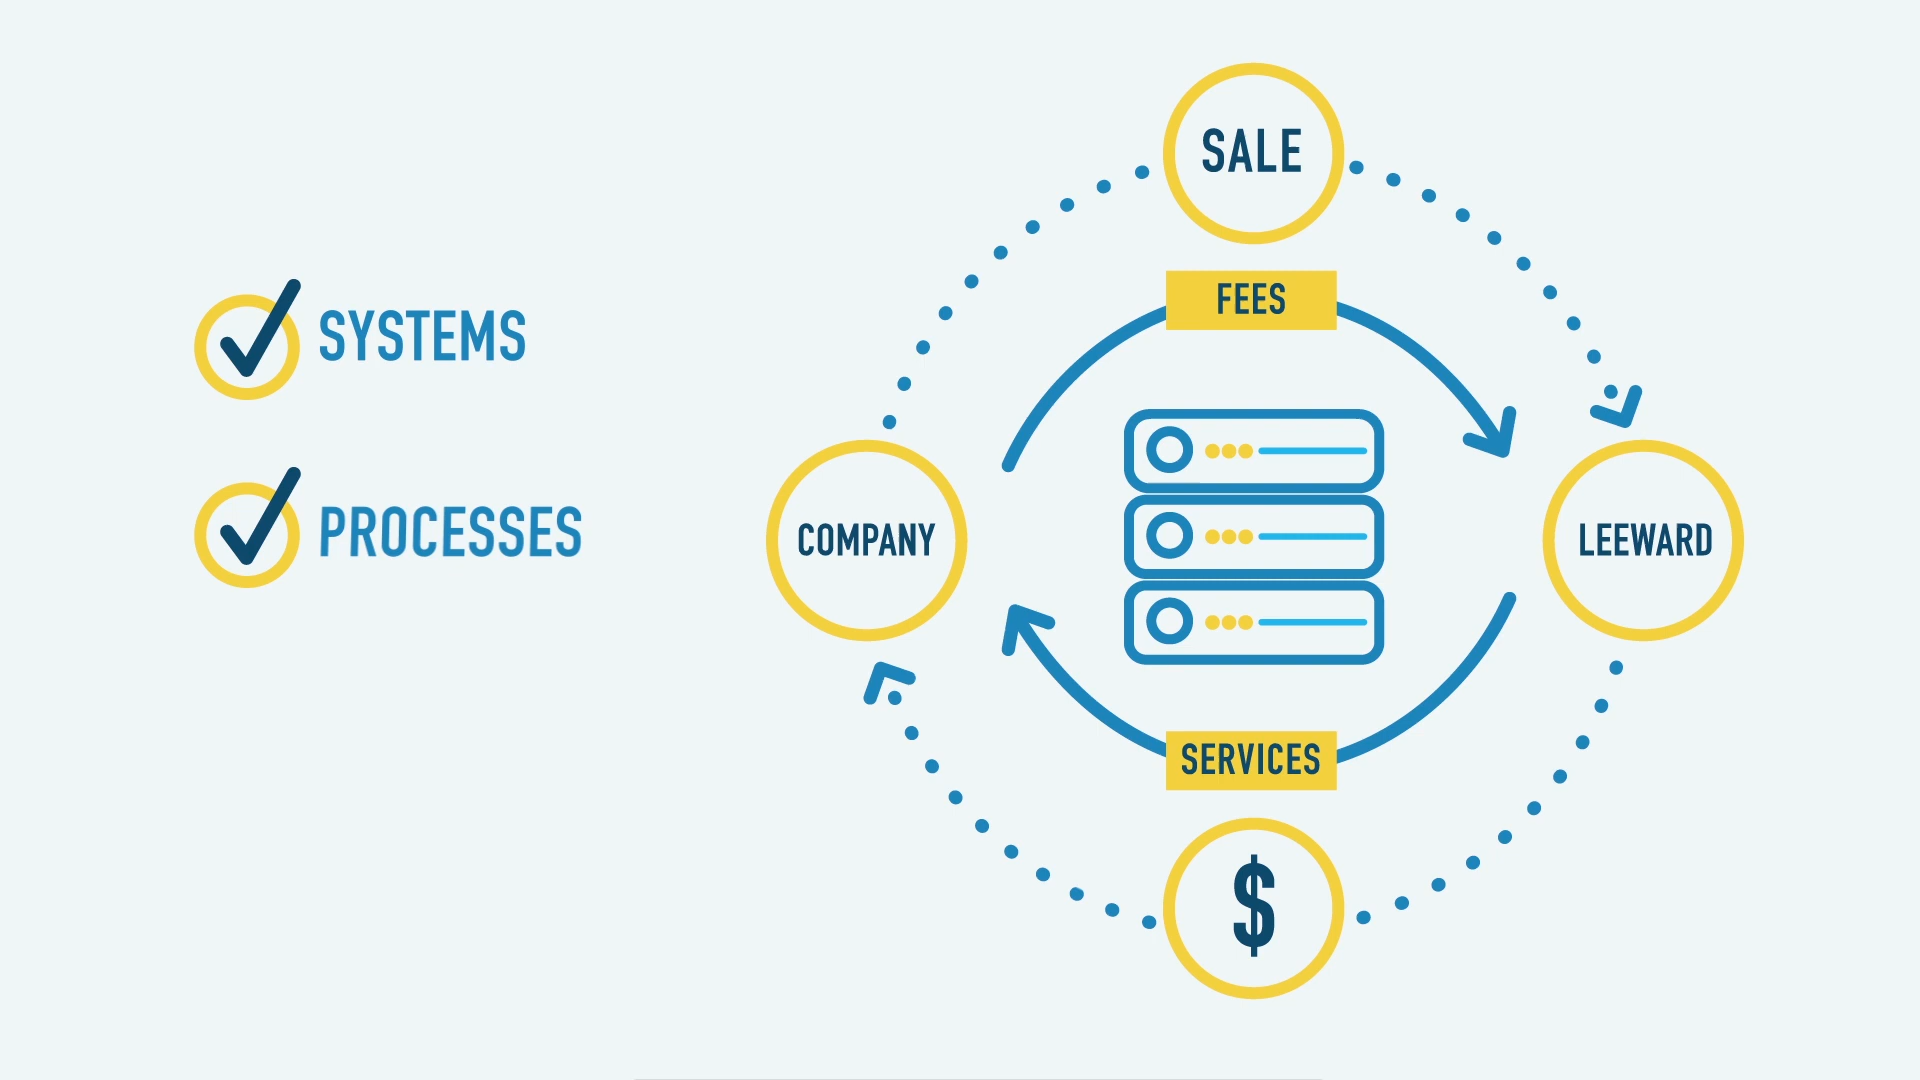 SYSTEMS
PROCESSES
SALE
FEES
COMPANY
LEEWARD
SERVICES
$